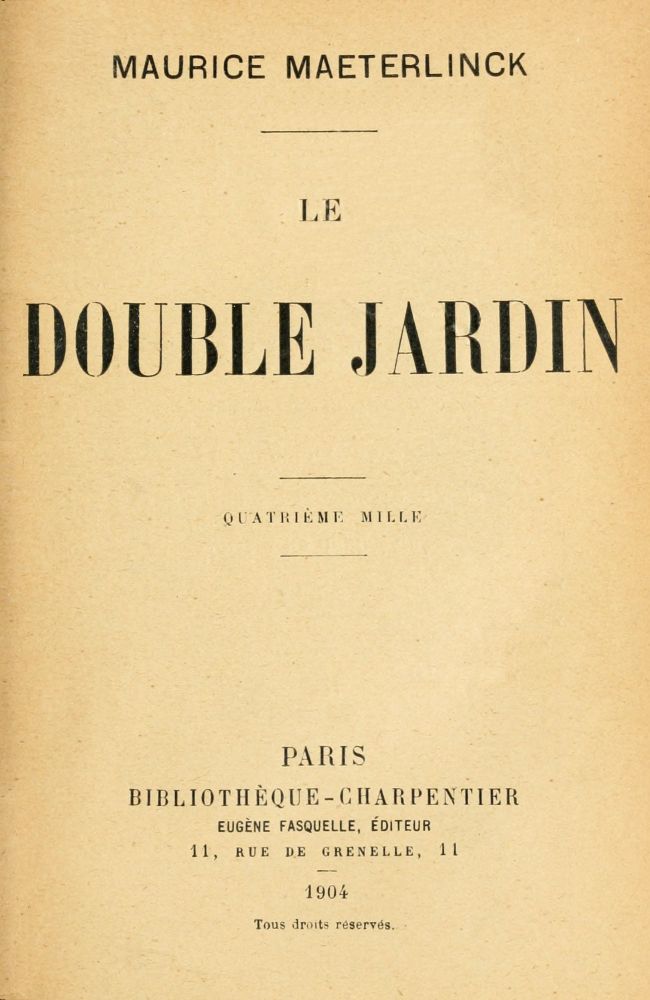 MAURICE MAETERLINCK
LE
DOUBLE JARDIN
QUATRIÈME MILLE
PARIS
BIBLIOTHÈQUE-CHARPENTIER
EUGÈNE FASQUELLE, ÉDITEUR
11, RUE DE GRENELLE, 11
1904
Tous droits réservés.